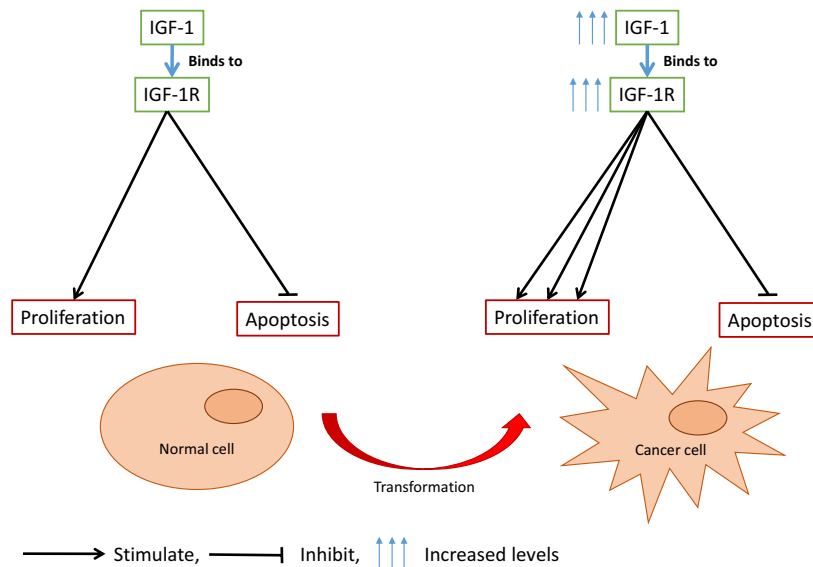 IGF-1
Binds to
IGF-1R
Proliferation
Apoptosis
Normal cell
IGF-1
Binds to
IGF-1R
Proliferation
Apoptosis
Cancer cell
Transformation
Stimulate, Inhibit, Increased levels